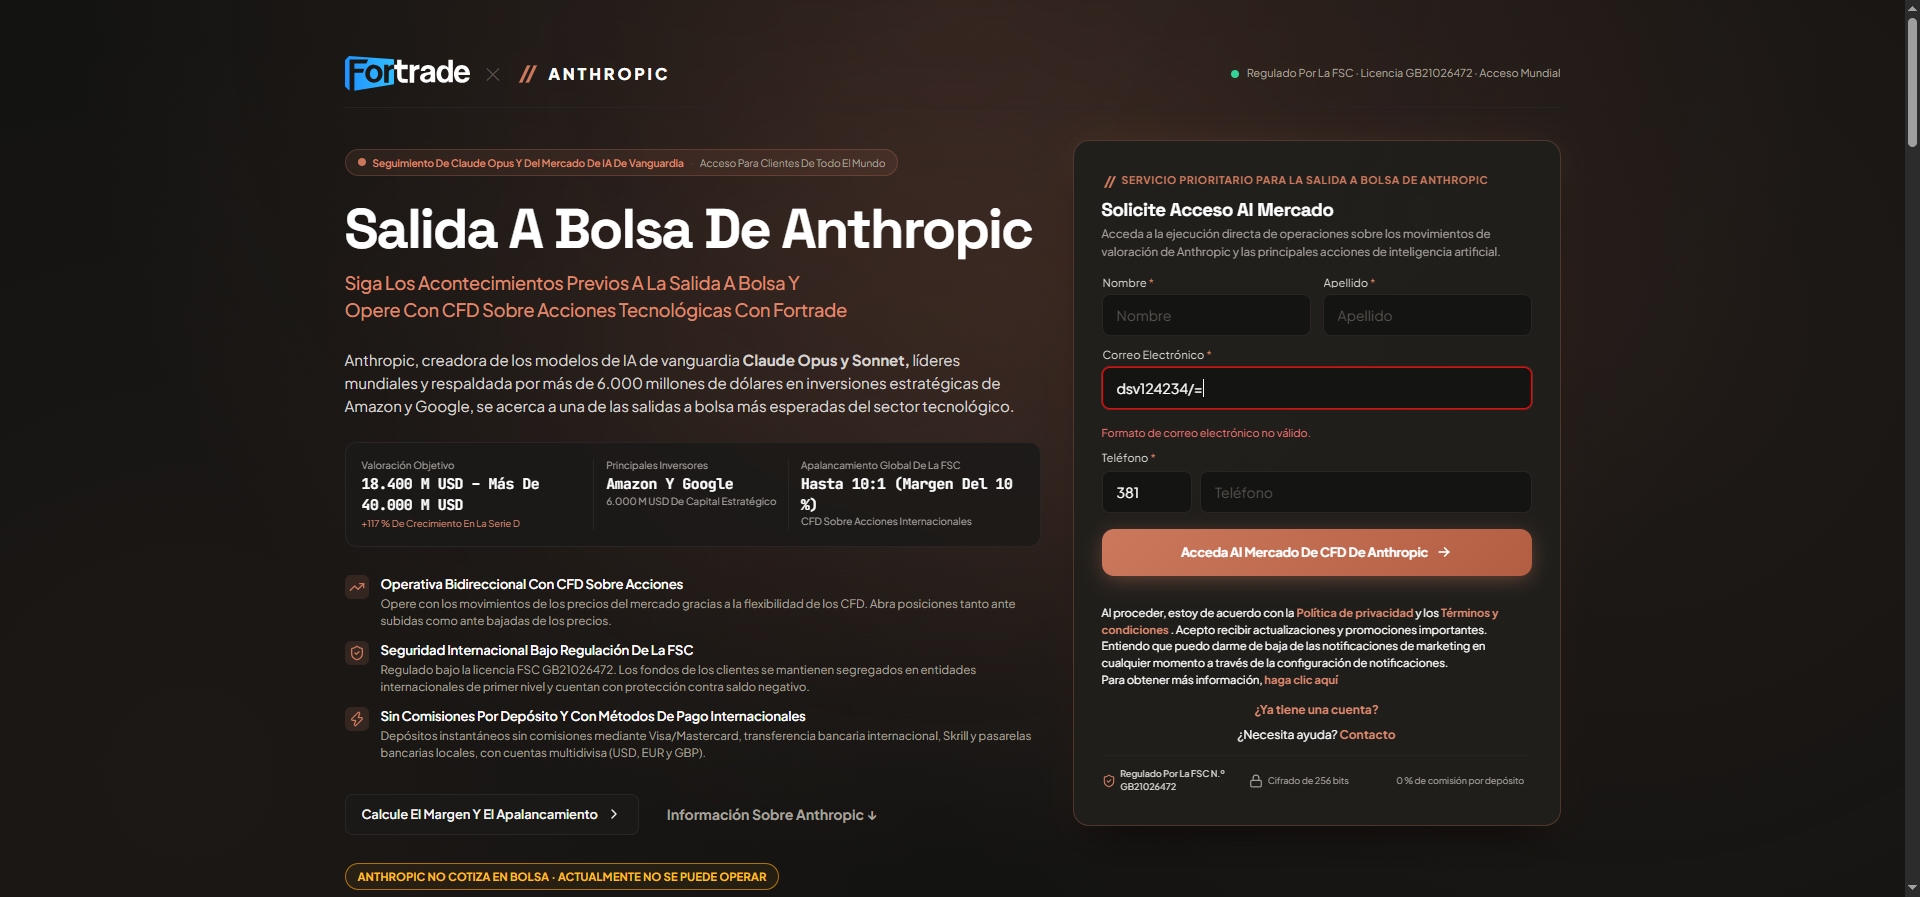 Fortrade × // ANTHROPIC
Regulado Por La FSC · Licencia GB21026472 · Acceso Mundial
Seguimiento De Claude Opus Y Del Mercado De IA De Vanguardia · Acceso Para Clientes De Todo El Mundo
Salida A Bolsa De Anthropic
Siga Los Acontecimientos Previos A La Salida A Bolsa Y
Opere Con CFD Sobre Acciones Tecnológicas Con Fortrade
Anthropic, creadora de los modelos de IA de vanguardia Claude Opus y Sonnet, líderes
mundiales y respaldada por más de 6.000 millones de dólares en inversiones estratégicas de
Amazon y Google, se acerca a una de las salidas a bolsa más esperadas del sector tecnológico.
Valoración Objetivo
18.400 M USD – Más De
40.000 M USD
+117 % De Crecimiento En La Serie D
Principales Inversores
Amazon Y Google
6.000 M USD De Capital Estratégico
Apalancamiento Global De La FSC
Hasta 10:1 (Margen Del 10
%)
CFD Sobre Acciones Internacionales
Operativa Bidireccional Con CFD Sobre Acciones
Opere con los movimientos de los precios del mercado gracias a la flexibilidad de los CFD. Abra posiciones tanto ante
subidas como ante bajadas de los precios.
Seguridad Internacional Bajo Regulación De La FSC
Regulado bajo la licencia FSC GB21026472. Los fondos de los clientes se mantienen segregados en entidades
internacionales de primer nivel y cuentan con protección contra saldo negativo.
Sin Comisiones Por Depósito Y Con Métodos De Pago Internacionales
Depósitos instantáneos sin comisiones mediante Visa/Mastercard, transferencia bancaria internacional, Skrill y pasarelas
bancarias locales, con cuentas multidivisa (USD, EUR y GBP).
Calcule El Margen Y El Apalancamiento
Información Sobre Anthropic ↓
ANTHROPIC NO COTIZA EN BOLSA · ACTUALMENTE NO SE PUEDE OPERAR
// SERVICIO PRIORITARIO PARA LA SALIDA A BOLSA DE ANTHROPIC
Solicite Acceso Al Mercado
Acceda a la ejecución directa de operaciones sobre los movimientos de
valoración de Anthropic y las principales acciones de inteligencia artificial.
Nombre * Apellido *
Nombre Apellido
Correo Electrónico *
dsv124234/=
Formato de correo electrónico no válido.
Teléfono *
381 Teléfono
Acceda Al Mercado De CFD De Anthropic →
Al proceder, estoy de acuerdo con la Política de privacidad y los Términos y
condiciones . Acepto recibir actualizaciones y promociones importantes.
Entiendo que puedo darme de baja de las notificaciones de marketing en
cualquier momento a través de la configuración de notificaciones.
Para obtener más información, haga clic aquí
¿Ya tiene una cuenta?
¿Necesita ayuda? Contacto
Regulado Por La FSC N.º
GB21026472
Cifrado de 256 bits
0 % de comisión por depósito